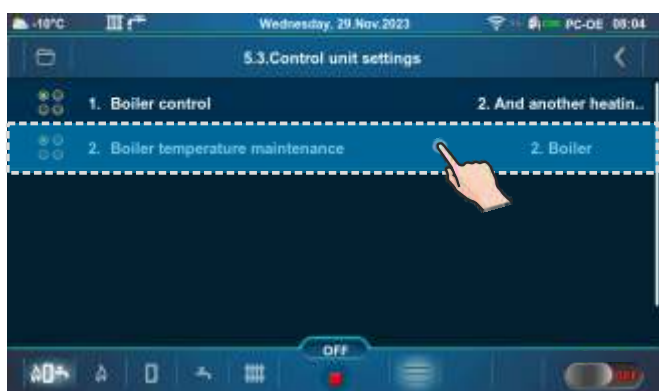 -10°C Wednesday, 29.Nov.2023 PC-OE 08:04
5.3.Control unit settings
1. Boiler control 2. And another heatin..
2. Boiler temperature maintenance 2. Boiler
OFF
OFF